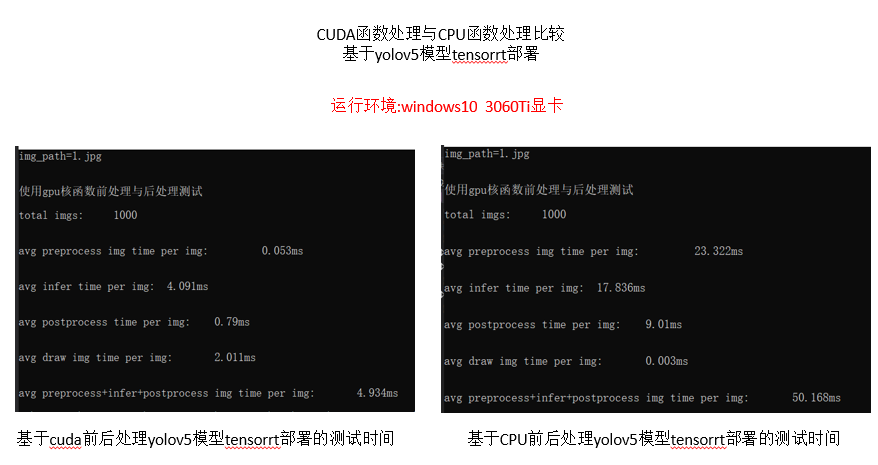 CUDA函数处理与CPU函数处理比较
基于yolov5模型tensorrt部署
运行环境:windows10 3060Ti显卡
img_path=1.jpg
使用gpu核函数前处理与后处理测试
total imgs: 1000
avg preprocess img time per img: 0.053ms
avg infer time per img: 4.091ms
avg postprocess time per img: 0.79ms
avg draw img time per img: 2.011ms
avg preprocess+infer+postprocess img time per img: 4.934ms
基于cuda前后处理yolov5模型tensorrt部署的测试时间
img_path=1.jpg
使用gpu核函数前处理与后处理测试
total imgs: 1000
avg preprocess img time per img: 23.322ms
avg infer time per img: 17.836ms
avg postprocess time per img: 9.01ms
avg draw img time per img: 0.003ms
avg preprocess+infer+postprocess img time per img: 50.168ms
基于CPU前后处理yolov5模型tensorrt部署的测试时间